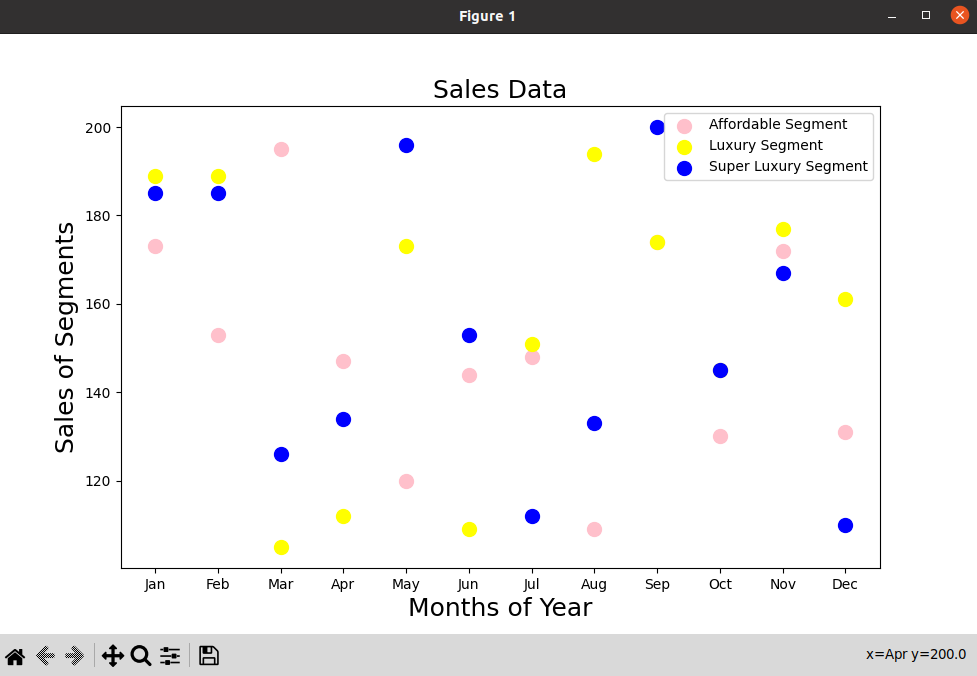 Figure 1
Sales Data
Affordable Segment
Luxury Segment
Super Luxury Segment
200
180
160
140
120
Sales of Segments
Jan Feb Mar Apr May Jun Jul Aug Sep Oct Nov Dec
Months of Year
x=Apr y=200.0